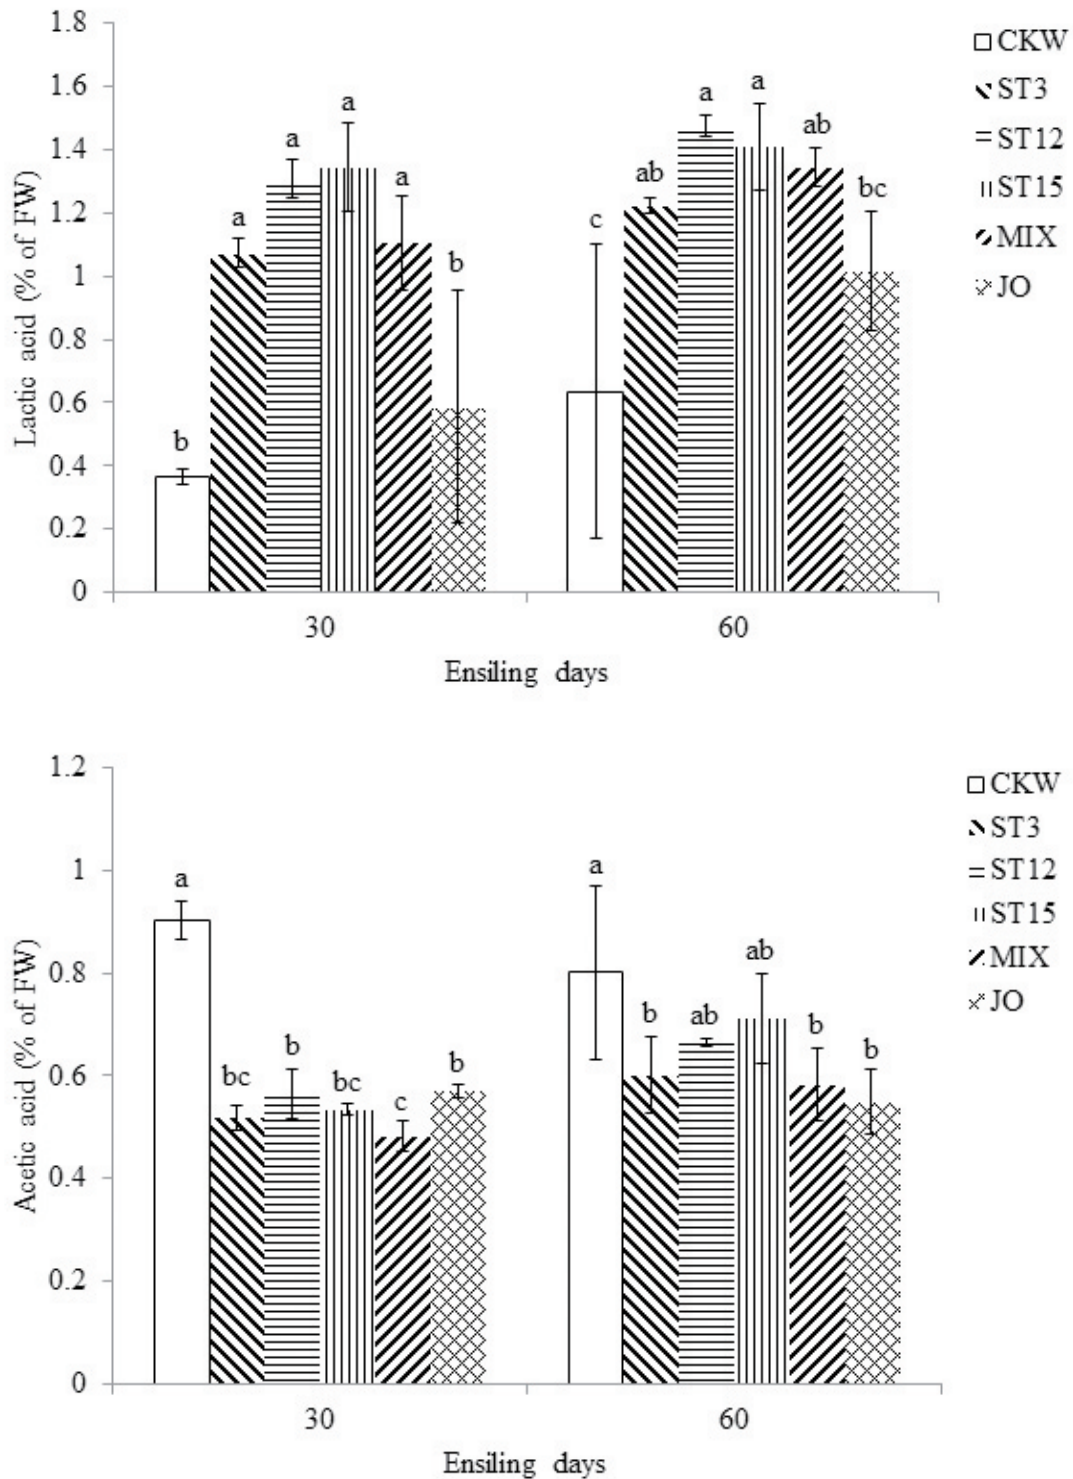 1.8
1.6
1.4
1.2
1
0.8
0.6
0.4
0.2
0
Lactic acid (% of FW)
b
a
a
a
a
b
c
ab
a
a
ab
bc
30
60
Ensiling days
CKW
ST3
ST12
ST15
MIX
JO
1.2
1
0.8
0.6
0.4
0.2
0
Acetic acid (% of FW)
a
bc
b
bc
c
b
a
b
ab
ab
b
b
30
60
Ensiling days
CKW
ST3
ST12
ST15
MIX
JO